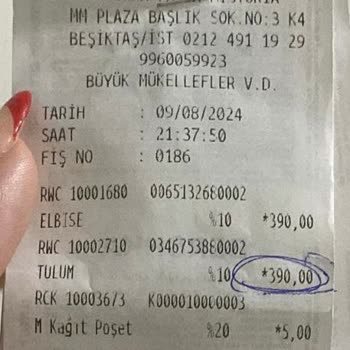 MM PLAZA BAŞLIK SOK.NO:3 K4
BEŞİKTAŞ/İST 0212 491 19 29
9960059923
BÜYÜK MÜKELLEFLER V.D.
TARİH : 09/08/2024
SAAT : 21:37:50
FİŞ NO : 0186
RWC 10001680 0065132680002
ELBİSE %10 *390,00
RWC 10002710 0346753880002
TULUM %10 *390,00
RCK 10003673 K000010000003
M Kağıt Poşet %20 *5,00